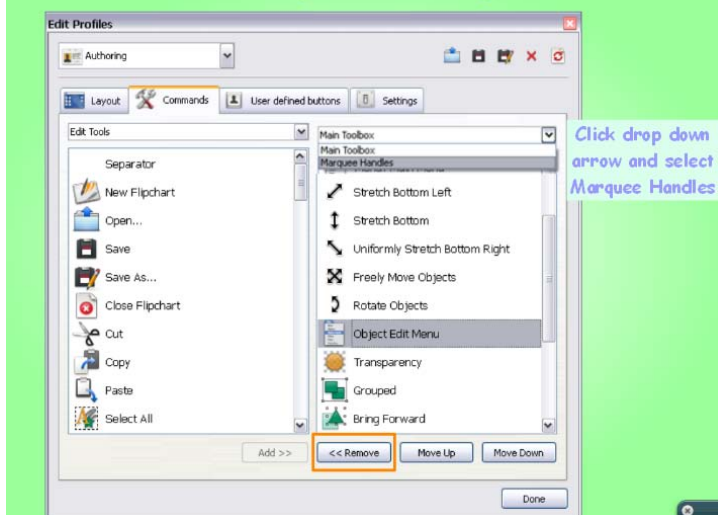 Edit Profiles
Authoring
Layout
Commands
User defined buttons
Settings
Edit Tools
Separator
New Flipchart
Open...
Save
Save As...
Close Flipchart
Cut
Copy
Paste
Select All
Main Toolbox
Main Toolbox
Marquee Handles
Stretch Bottom Left
Stretch Bottom
Uniformly Stretch Bottom Right
Freely Move Objects
Rotate Objects
Object Edit Menu
Transparency
Grouped
Bring Forward
Add >>
<< Remove
Move Up
Move Down
Done
Click drop down
arrow and select
Marquee Handles